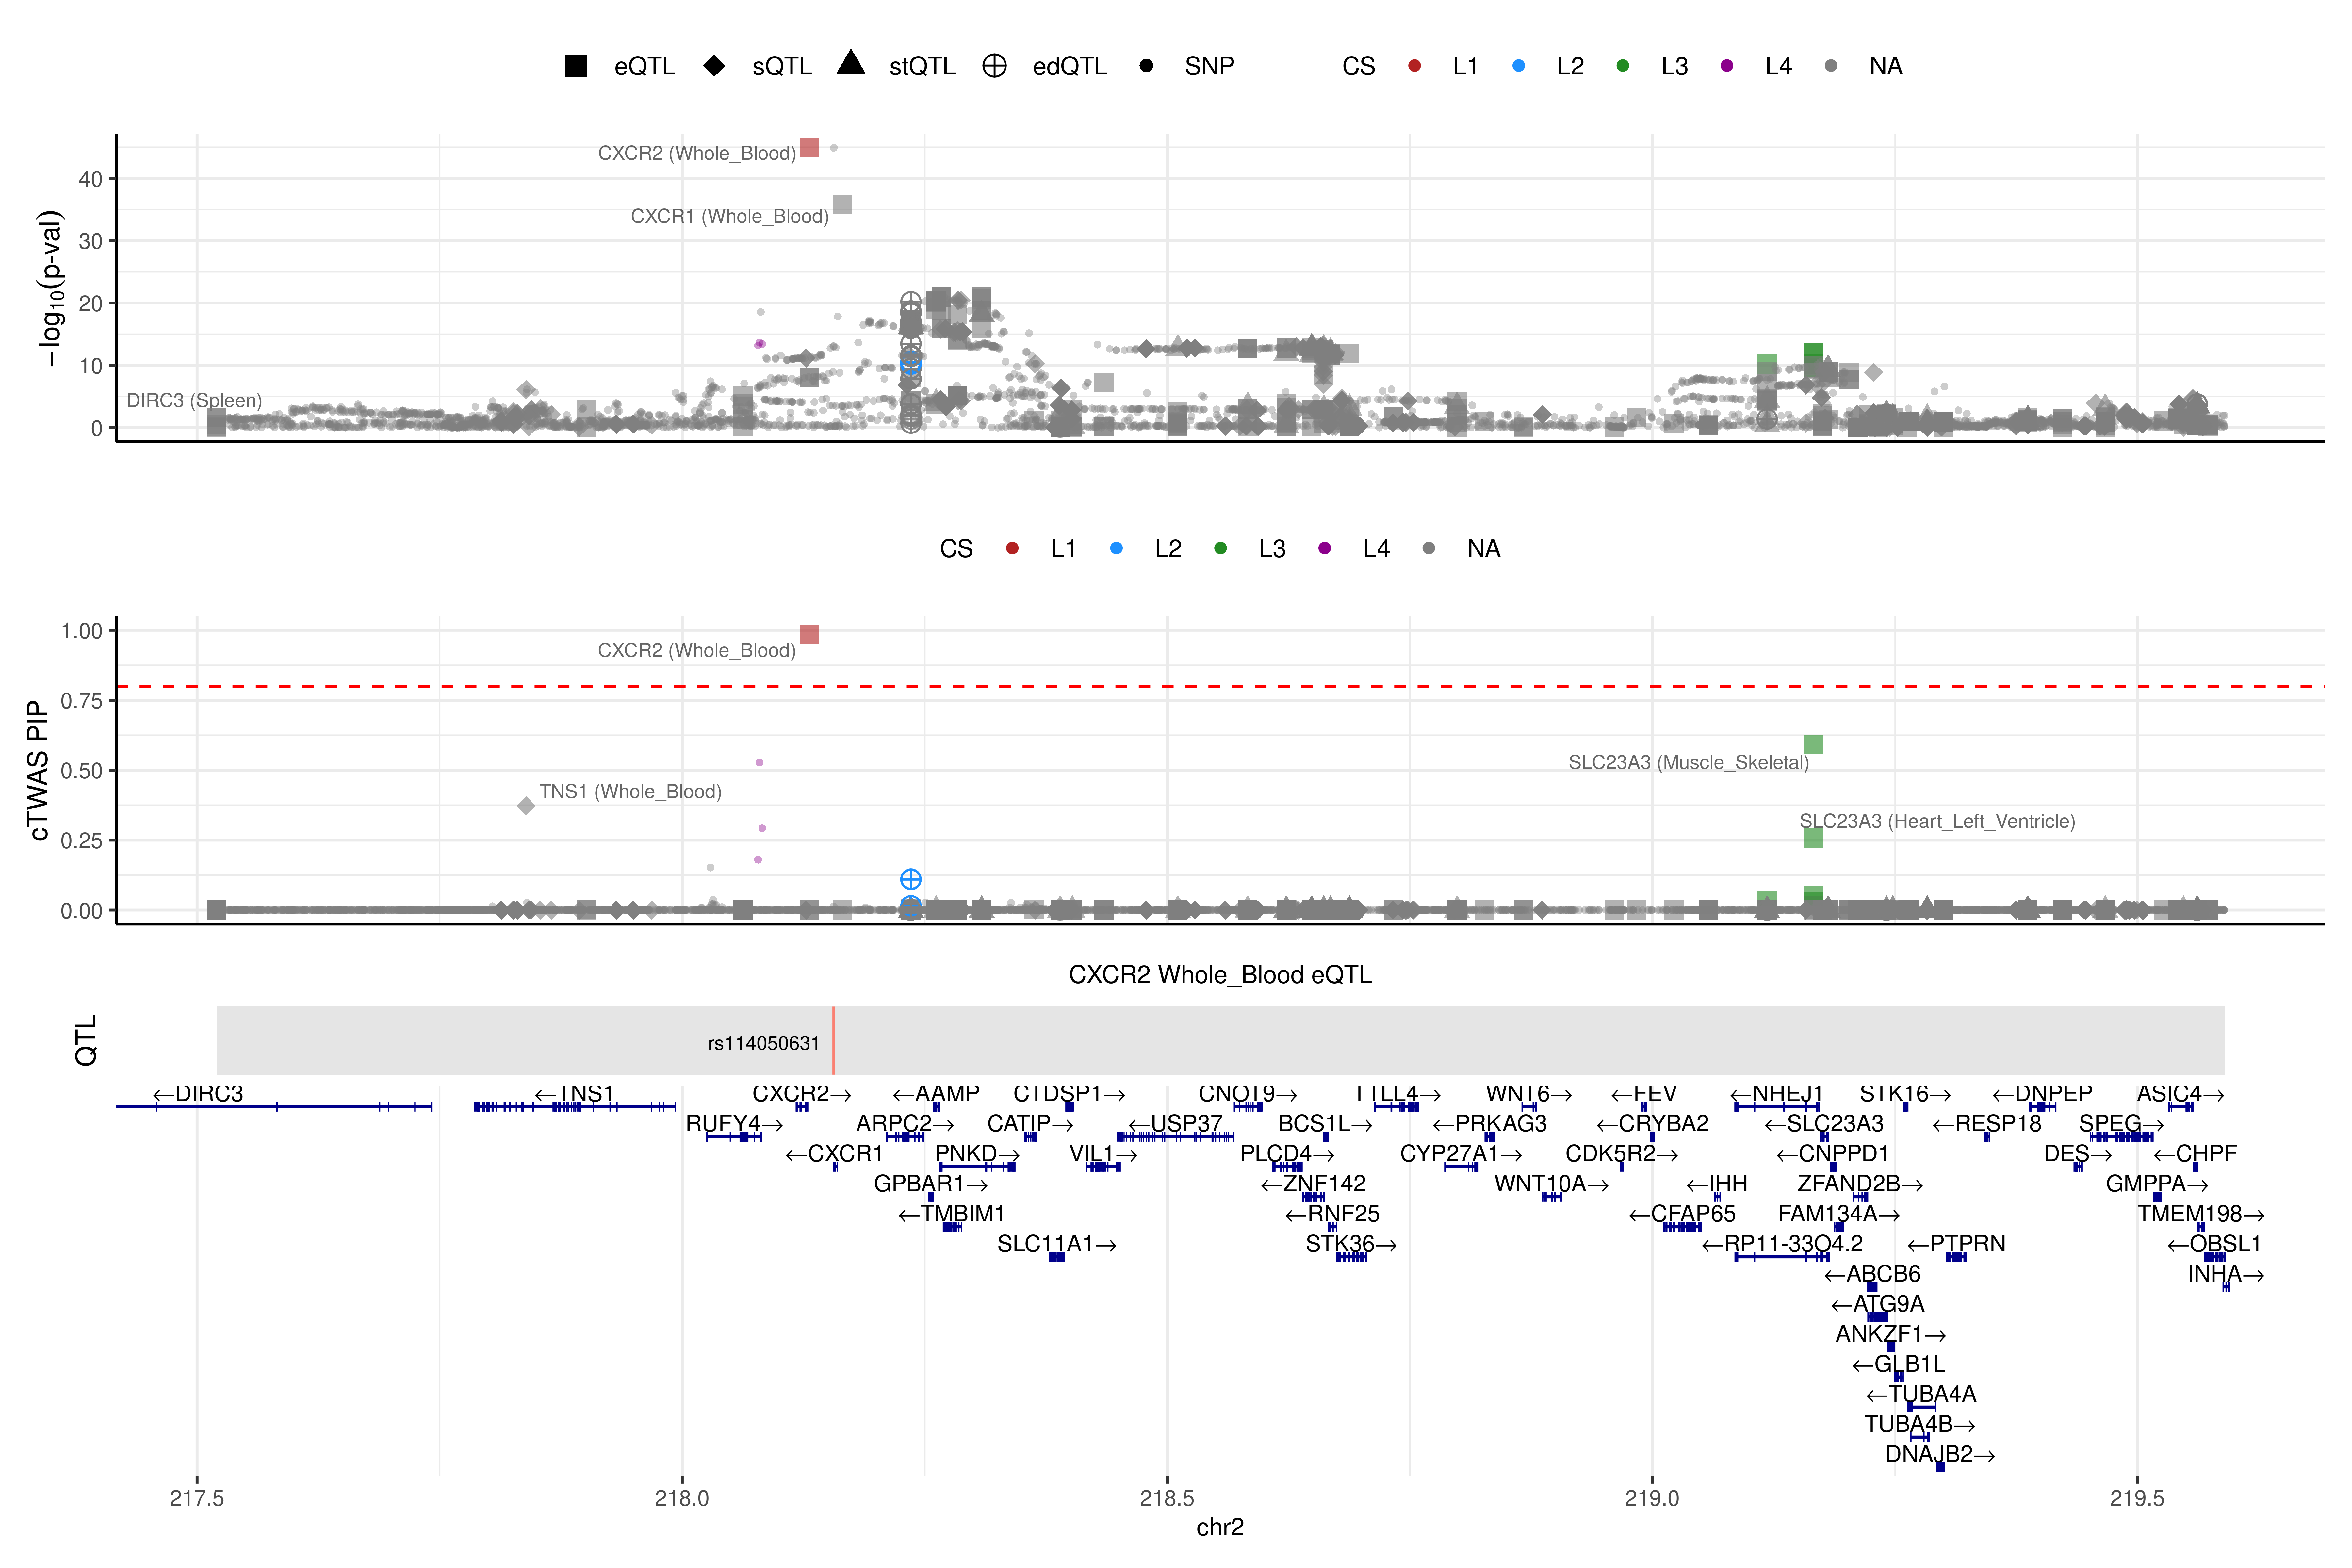 eQTL sQTL stQTL edQTL SNP CS L1 L2 L3 L4 NA
−log10(p-val)
40
30
20
10
0
CXCR2 (Whole_Blood)
CXCR1 (Whole_Blood)
DIRC3 (Spleen)
CS L1 L2 L3 L4 NA
cTWAS PIP
1.00
0.75
0.50
0.25
0.00
CXCR2 (Whole_Blood)
SLC23A3 (Muscle_Skeletal)
TNS1 (Whole_Blood)
SLC23A3 (Heart_Left_Ventricle)
CXCR2 Whole_Blood eQTL
QTL
rs114050631
←DIRC3 ←TNS1 CXCR2→ ←AAMP CTDSP1→ CNOT9→ TTLL4→ WNT6→ ←FEV ←NHEJ1 STK16→ ←DNPEP ASIC4→
RUFY4→ ARPC2→ CATIP→ ←USP37 BCS1L→ ←PRKAG3 ←CRYBA2 ←SLC23A3 ←RESP18 SPEG→
←CXCR1 PNKD→ VIL1→ PLCD4→ CYP27A1→ CDK5R2→ ←CNPPD1 DES→ ←CHPF
GPBAR1→ ←ZNF142 WNT10A→ ←IHH ZFAND2B→ GMPPA→
←TMBIM1 ←RNF25 ←CFAP65 FAM134A→ TMEM198→
SLC11A1→ STK36→ ←RP11-33O4.2 ←PTPRN ←OBSL1
←ABCB6 INHA→
←ATG9A
ANKZF1→
←GLB1L
←TUBA4A
TUBA4B→
DNAJB2→
217.5 218.0 218.5 219.0 219.5
chr2